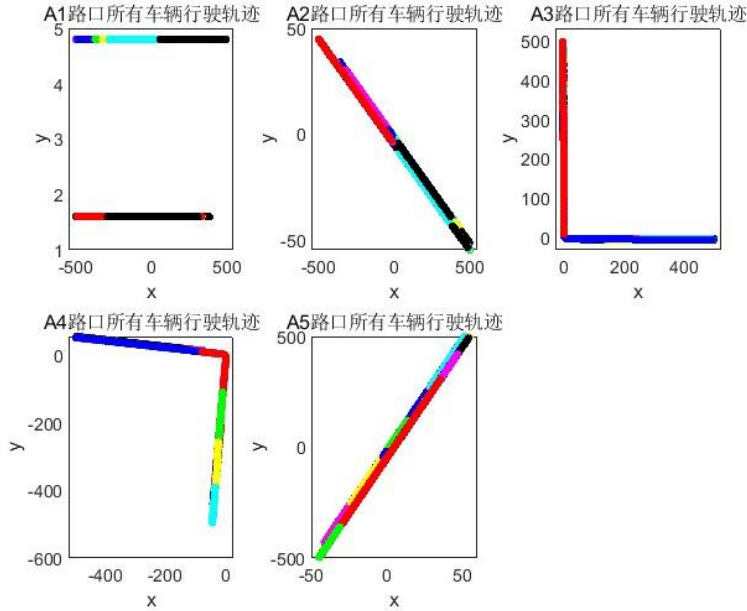 A1路口所有车辆行驶轨迹
5
4
3
2
1
y
-500 0 500
x
A2路口所有车辆行驶轨迹
50
0
-50
y
-500 0 500
x
A3路口所有车辆行驶轨迹
500
400
300
200
100
0
y
0 200 400
x
A4路口所有车辆行驶轨迹
0
-200
-400
-600
y
-400 -200 0
x
A5路口所有车辆行驶轨迹
500
0
-500
y
-50 0 50
x